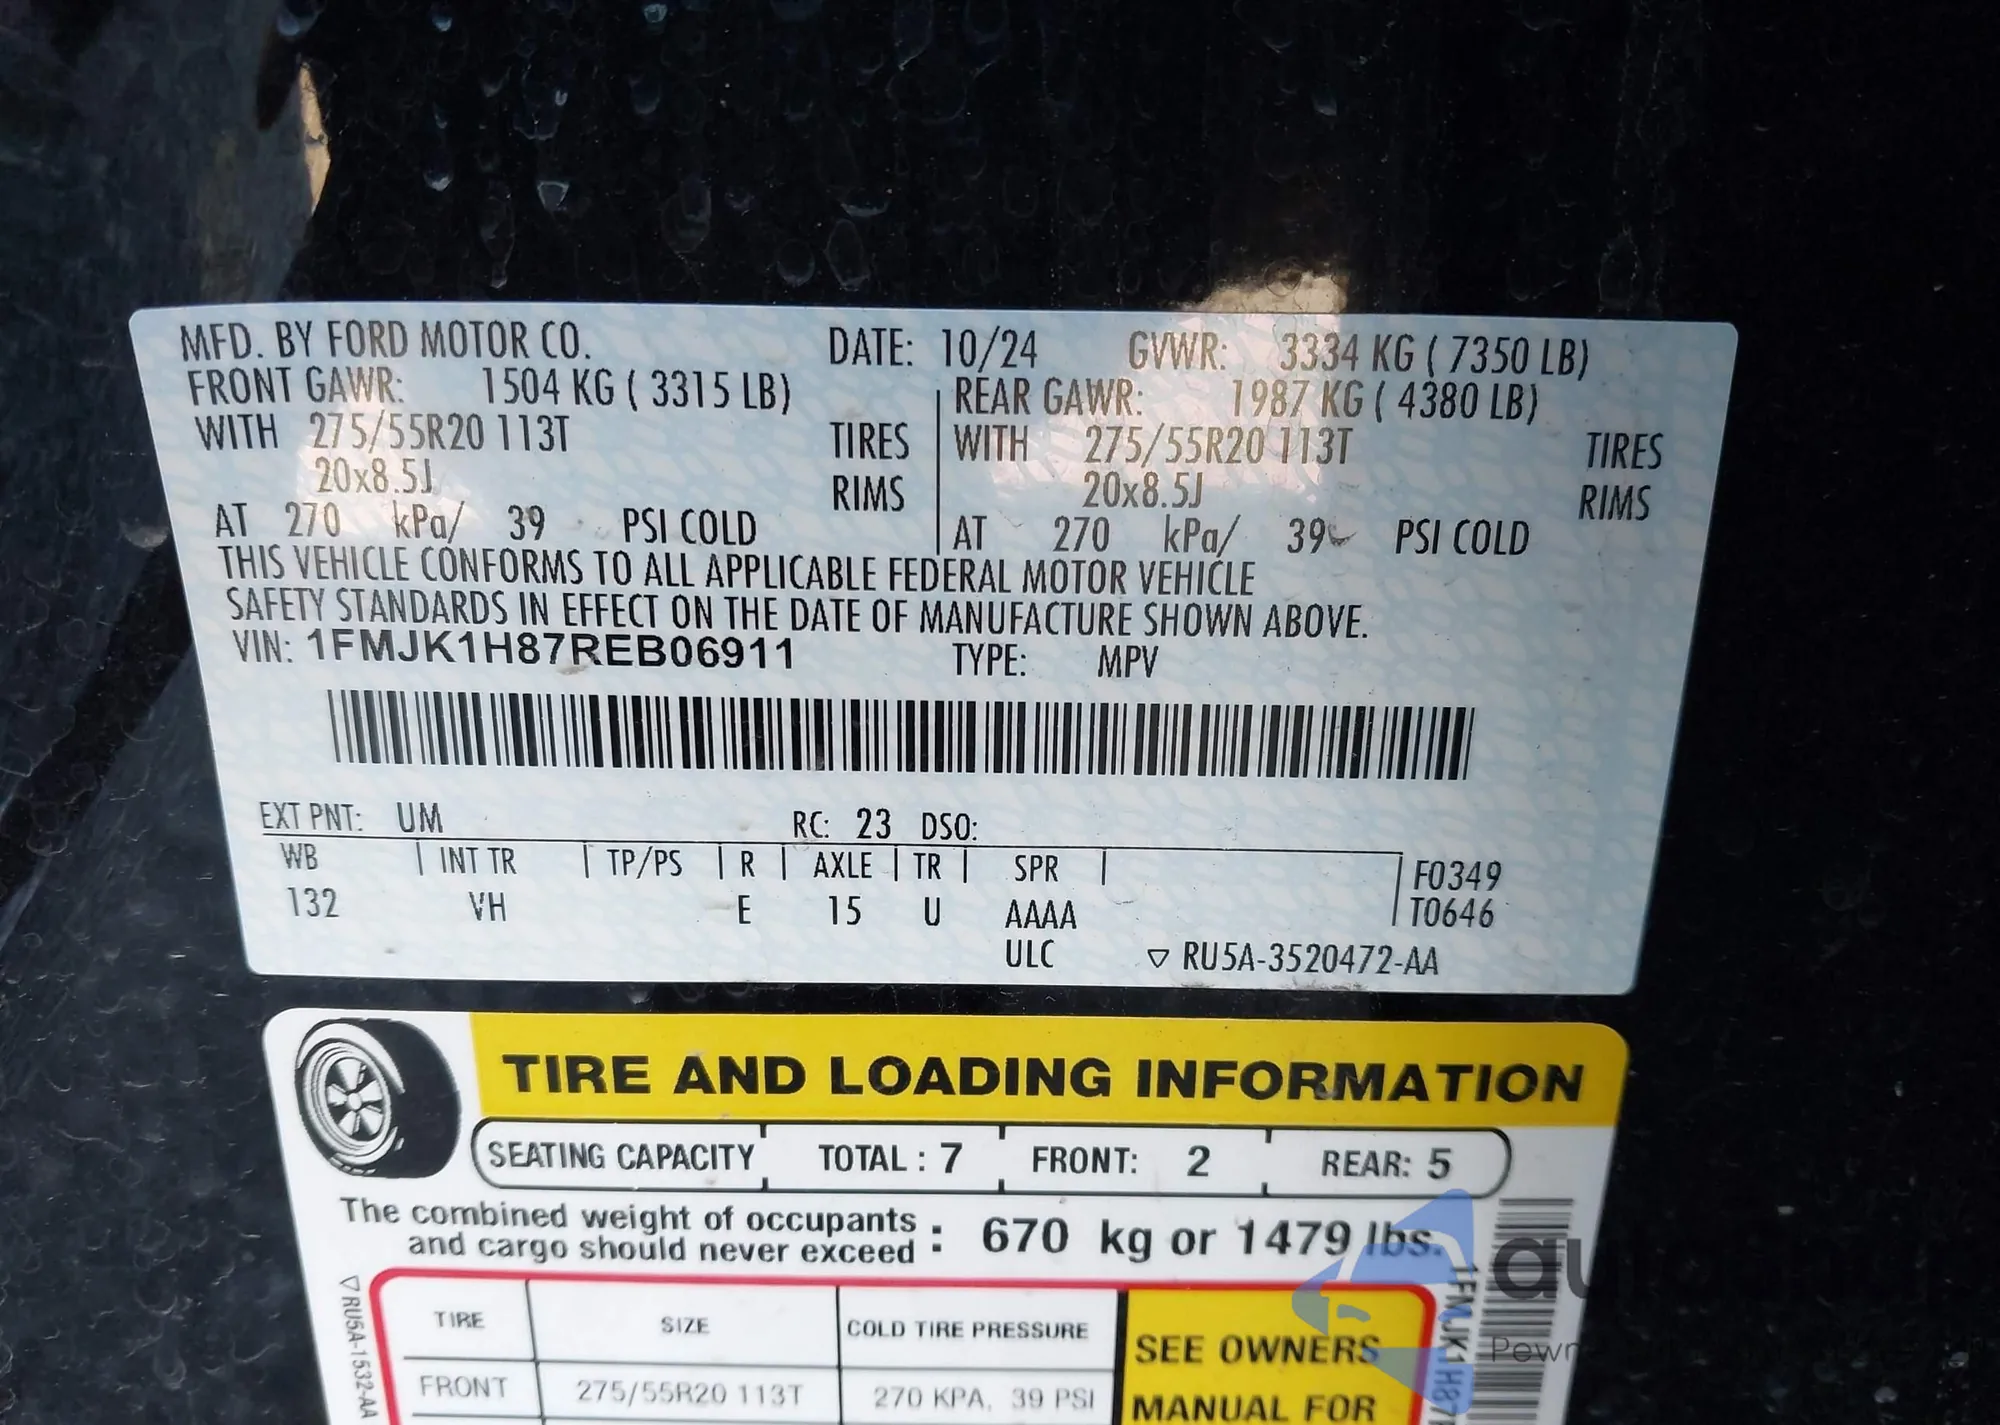 MFD. BY FORD MOTOR CO. DATE: 10/24 GVWR: 3334 KG ( 7350 LB)
FRONT GAWR: 1504 KG ( 3315 LB) REAR GAWR: 1987 KG ( 4380 LB)
WITH 275/55R20 113T TIRES WITH 275/55R20 113T TIRES
20x8.5J RIMS 20x8.5J RIMS
AT 270 kPa/ 39 PSI COLD AT 270 kPa/ 39 PSI COLD
THIS VEHICLE CONFORMS TO ALL APPLICABLE FEDERAL MOTOR VEHICLE
SAFETY STANDARDS IN EFFECT ON THE DATE OF MANUFACTURE SHOWN ABOVE.
VIN: 1FMJK1H87REB06911 TYPE: MPV
EXT PNT: UM RC: 23 DSO:
WB INT TR TP/PS R AXLE TR SPR F0349
132 VH E 15 U AAAA T0646
ULC ▽ RU5A-3520472-AA
TIRE AND LOADING INFORMATION
SEATING CAPACITY TOTAL : 7 FRONT: 2 REAR: 5
The combined weight of occupants
and cargo should never exceed : 670 kg or 1479 lbs.
TIRE SIZE COLD TIRE PRESSURE
FRONT 275/55R20 113T 270 KPA, 39 PSI
SEE OWNERS
MANUAL FOR
▽ RU5A-1532-AA
1FMJK1H87